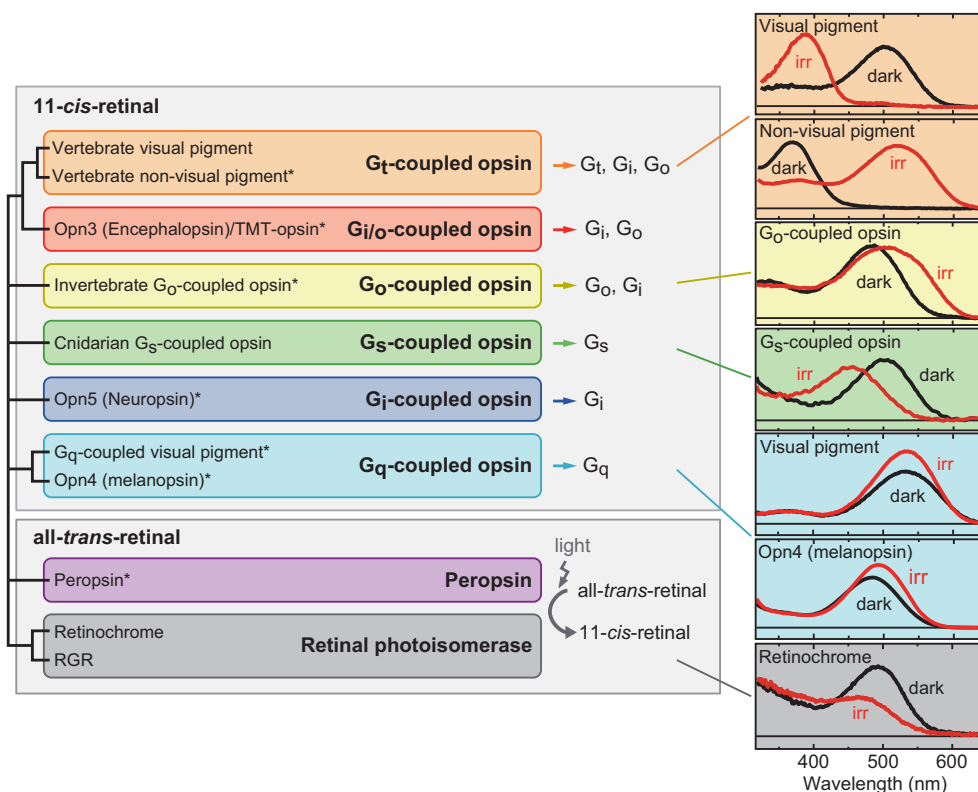 11-cis-retinal
Vertebrate visual pigment
Vertebrate non-visual pigment*
Gt-coupled opsin
Gt, Gi, Go
Opn3 (Encephalopsin)/TMT-opsin*
Gi/o-coupled opsin
Gi, Go
Invertebrate Go-coupled opsin*
Go-coupled opsin
Go, Gi
Cnidarian Gs-coupled opsin
Gs-coupled opsin
Gs
Opn5 (Neuropsin)*
Gi-coupled opsin
Gi
Gq-coupled visual pigment*
Opn4 (melanopsin)*
Gq-coupled opsin
Gq
all-trans-retinal
Peropsin*
Peropsin
Retinochrome
RGR
Retinal photoisomerase
light
all-trans-retinal
11-cis-retinal
Visual pigment
irr
dark
Non-visual pigment
dark
irr
Go-coupled opsin
dark
irr
Gs-coupled opsin
irr
dark
Visual pigment
irr
dark
Opn4 (melanopsin)
irr
dark
Retinochrome
dark
irr
400 500 600
Wavelength (nm)